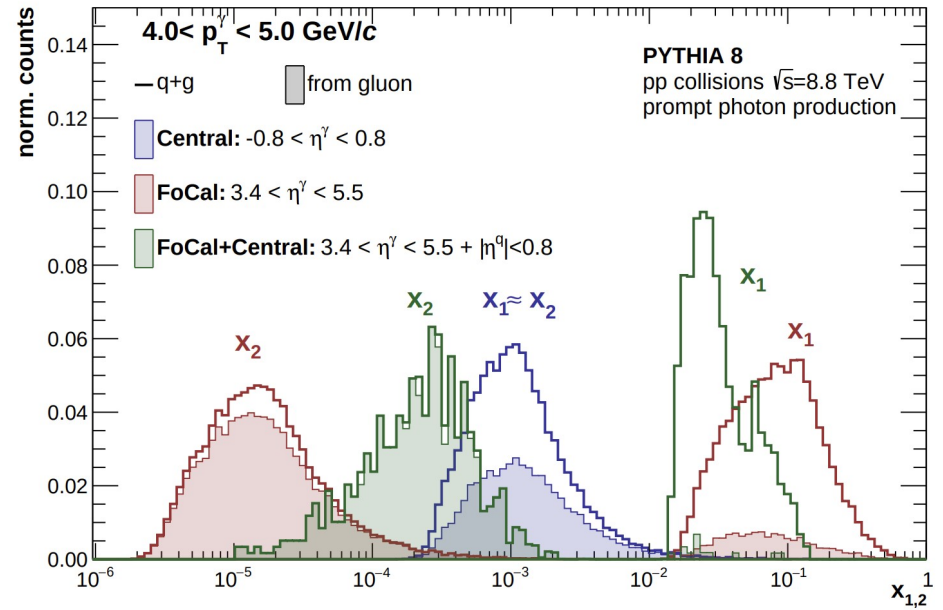 norm. counts
4.0< p_T^γ < 5.0 GeV/c
q+g
from gluon
Central: -0.8 < η^γ < 0.8
FoCal: 3.4 < η^γ < 5.5
FoCal+Central: 3.4 < η^γ < 5.5 + |η^q|<0.8
PYTHIA 8
pp collisions √s=8.8 TeV
prompt photon production
0.14
0.12
0.10
0.08
0.06
0.04
0.02
0.00
x_2
x_2
x_1≈ x_2
x_1
x_1
10^−6
10^−5
10^−4
10^−3
10^−2
10^−1
1
x_1,2